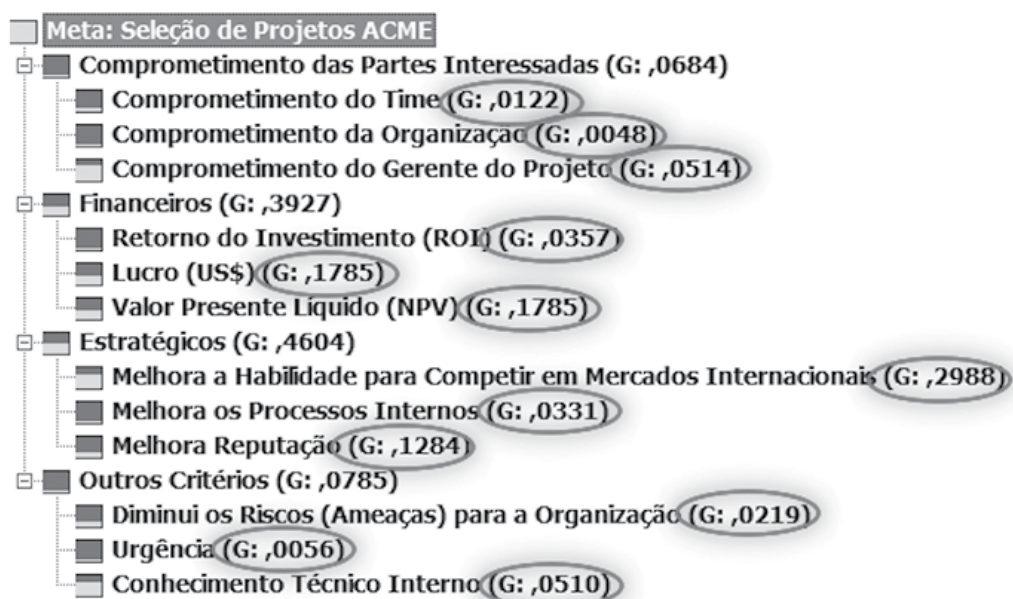 Meta: Seleção de Projetos ACME
Comprometimento das Partes Interessadas (G: ,0684)
Comprometimento do Time (G: ,0122)
Comprometimento da Organização (G: ,0048)
Comprometimento do Gerente do Projeto (G: ,0514)
Financeiros (G: ,3927)
Retorno do Investimento (ROI) (G: ,0357)
Lucro (US$) (G: ,1785)
Valor Presente Líquido (NPV) (G: ,1785)
Estratégicos (G: ,4604)
Melhora a Habilidade para Competir em Mercados Internacionais (G: ,2988)
Melhora os Processos Internos (G: ,0331)
Melhora Reputação (G: ,1284)
Outros Critérios (G: ,0785)
Diminui os Riscos (Ameaças) para a Organização (G: ,0219)
Urgência (G: ,0056)
Conhecimento Técnico Interno (G: ,0510)